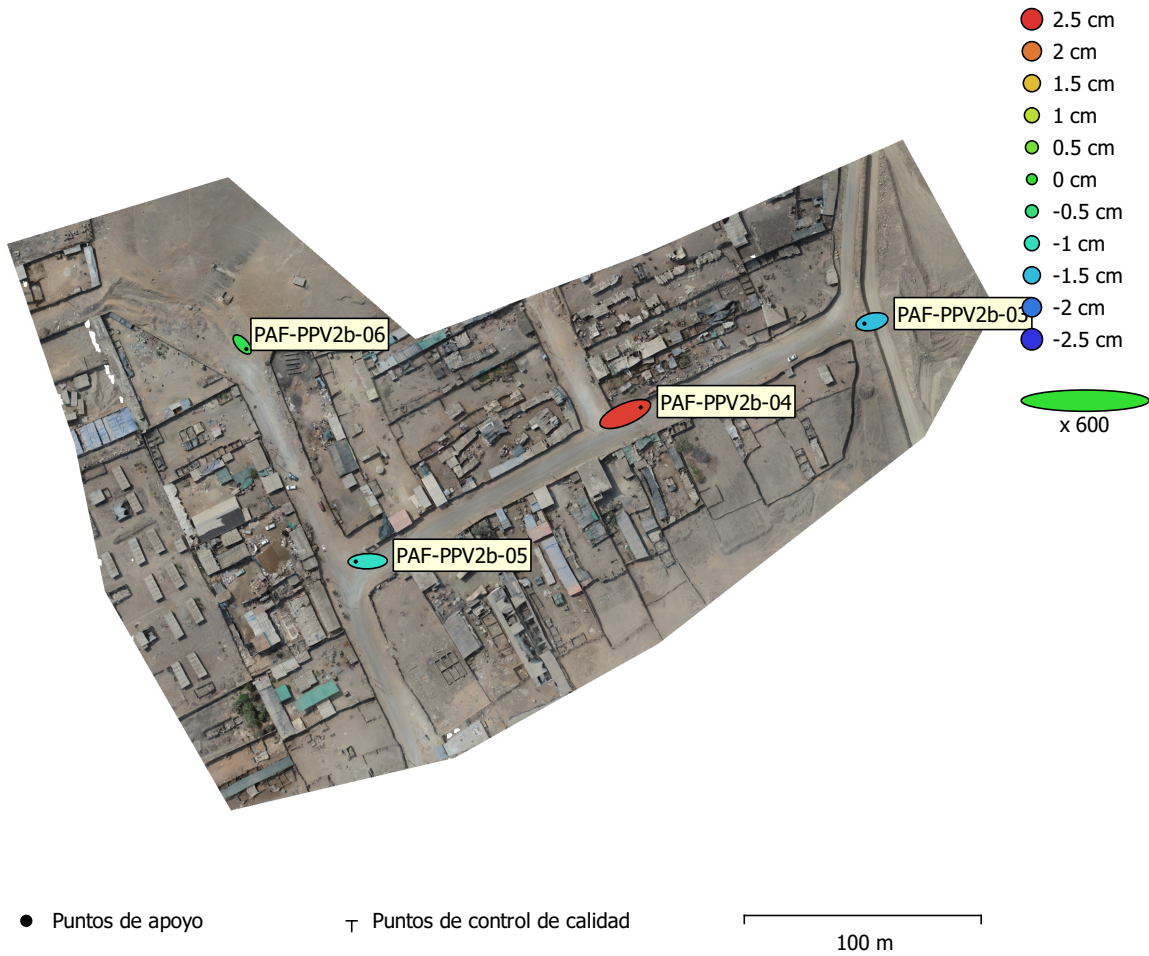 2.5 cm
2 cm
1.5 cm
1 cm
0.5 cm
0 cm
-0.5 cm
-1 cm
-1.5 cm
-2 cm
-2.5 cm
x 600
PAF-PPV2b-03
PAF-PPV2b-06
PAF-PPV2b-04
PAF-PPV2b-05
Puntos de apoyo
Puntos de control de calidad
100 m